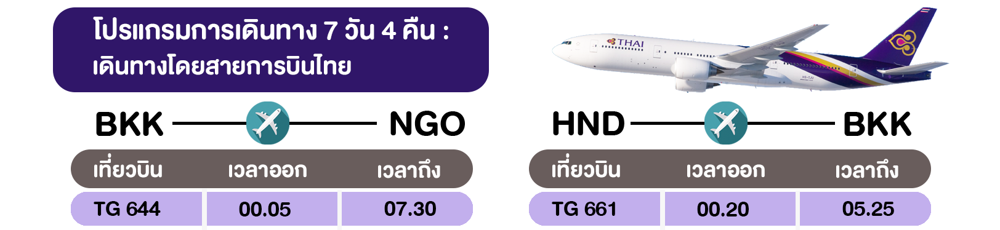 โปรแกรมการเดินทาง 7 วัน 4 คืน :
เดินทางโดยสายการบินไทย
THAI
HS-TJU
BKK NGO
เที่ยวบิน เวลาออก เวลาถึง
TG 644 00.05 07.30
HND BKK
เที่ยวบิน เวลาออก เวลาถึง
TG 661 00.20 05.25